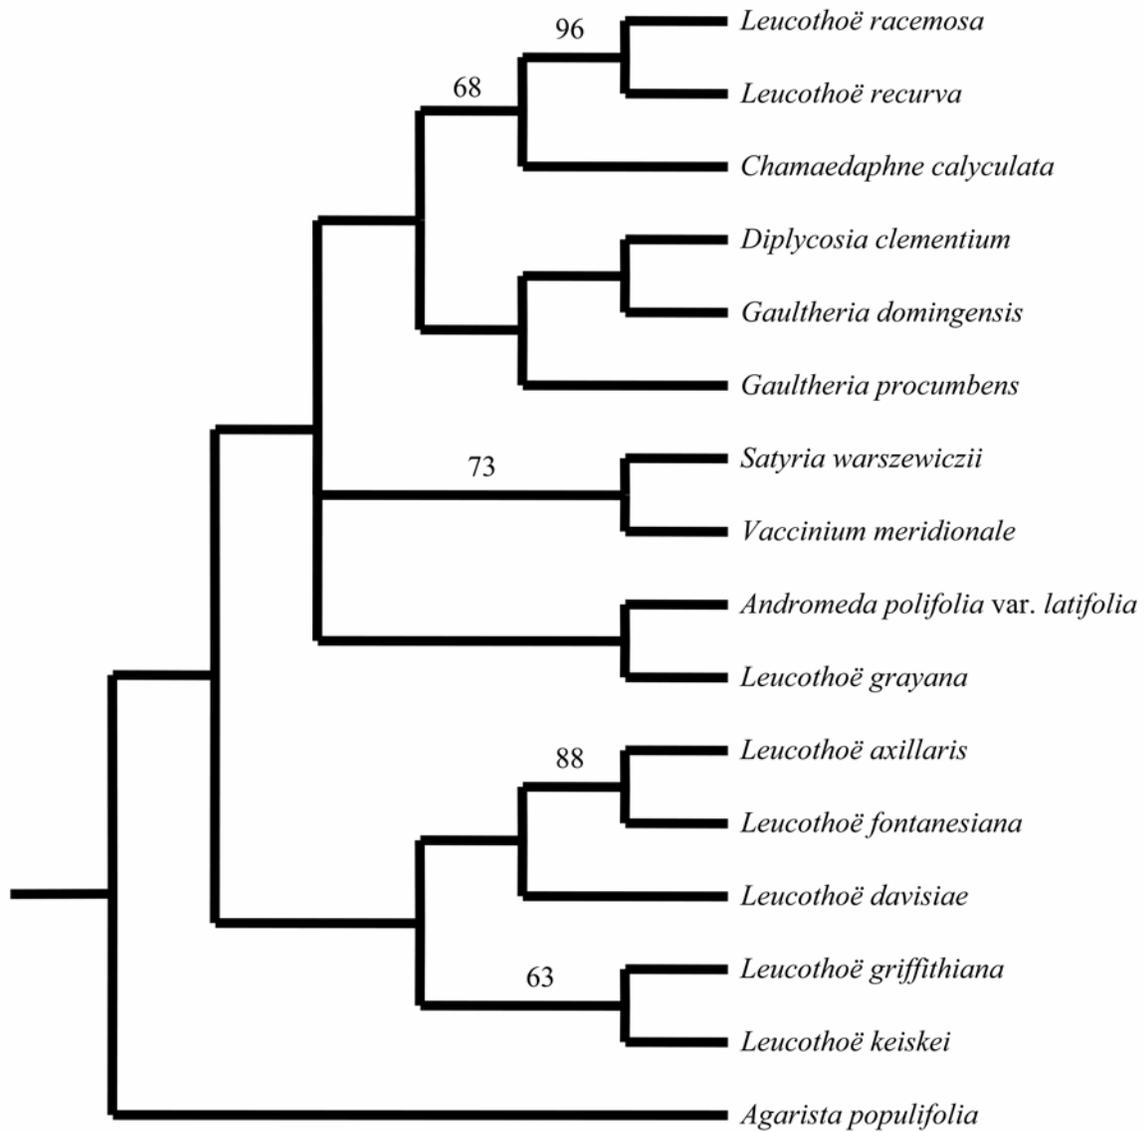 96
Leucothoë racemosa
68
Leucothoë recurva
Chamaedaphne calyculata
Diplycosia clementium
Gaultheria domingensis
Gaultheria procumbens
73
Satyria warszewiczii
Vaccinium meridionale
Andromeda polifolia var. latifolia
Leucothoë grayana
88
Leucothoë axillaris
Leucothoë fontanesiana
Leucothoë davisiae
63
Leucothoë griffithiana
Leucothoë keiskei
Agarista populifolia